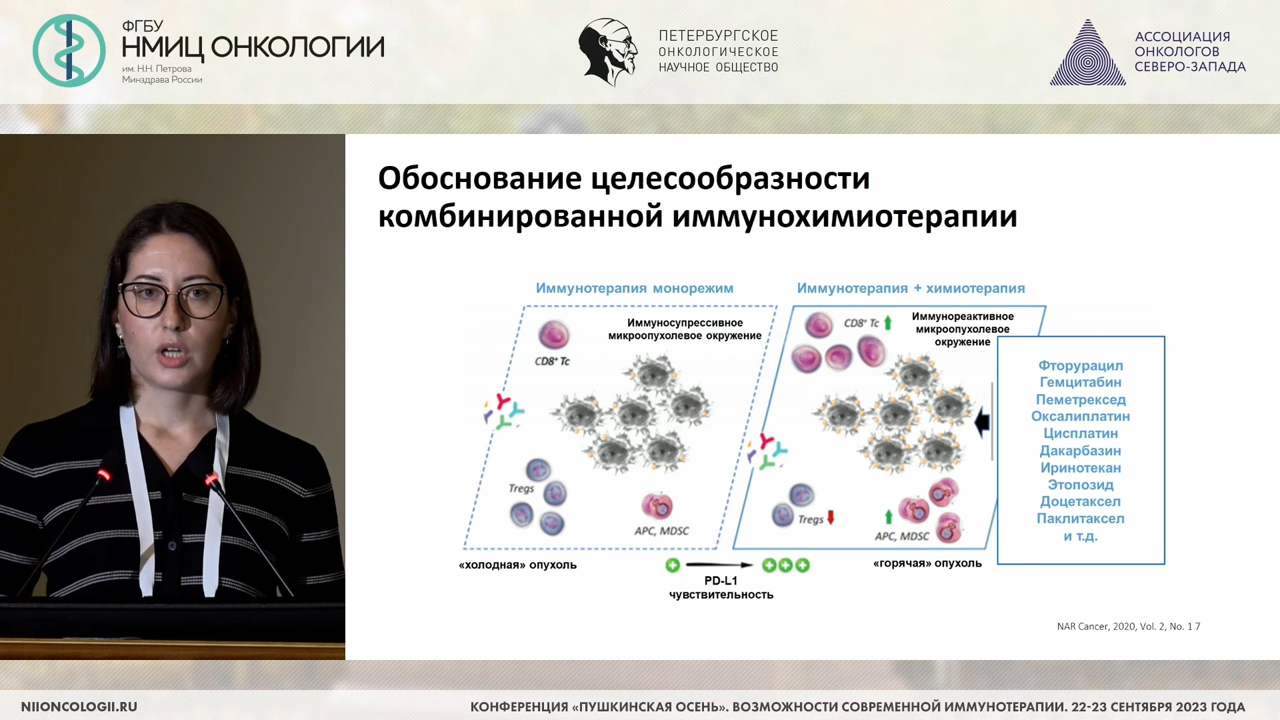 ФГБУ
НМИЦ ОНКОЛОГИИ
им. Н.Н. Петрова
Минздрава России
ПЕТЕРБУРГСКОЕ
ОНКОЛОГИЧЕСКОЕ
НАУЧНОЕ ОБЩЕСТВО
АССОЦИАЦИЯ
ОНКОЛОГОВ
СЕВЕРО-ЗАПАДА
Обоснование целесообразности
комбинированной иммунохимиотерапии
Иммунотерапия монорежим
Иммуносупрессивное
микроопухолевое окружение
CD8+ Tc
Tregs
APC, MDSC
«холодная» опухоль
Иммунотерапия + химиотерапия
CD8+ Tc
Иммунореактивное
микроопухолевое
окружение
Tregs
APC, MDSC
«горячая» опухоль
PD-L1
чувствительность
Фторурацил
Гемцитабин
Пеметрексед
Оксалиплатин
Цисплатин
Дакарбазин
Иринотекан
Этопозид
Доцетаксел
Паклитаксел
и т.д.
NAR Cancer, 2020, Vol. 2, No. 1 7
NIIONCOLOGII.RU
КОНФЕРЕНЦИЯ «ПУШКИНСКАЯ ОСЕНЬ». ВОЗМОЖНОСТИ СОВРЕМЕННОЙ ИММУНОТЕРАПИИ. 22-23 СЕНТЯБРЯ 2023 ГОДА